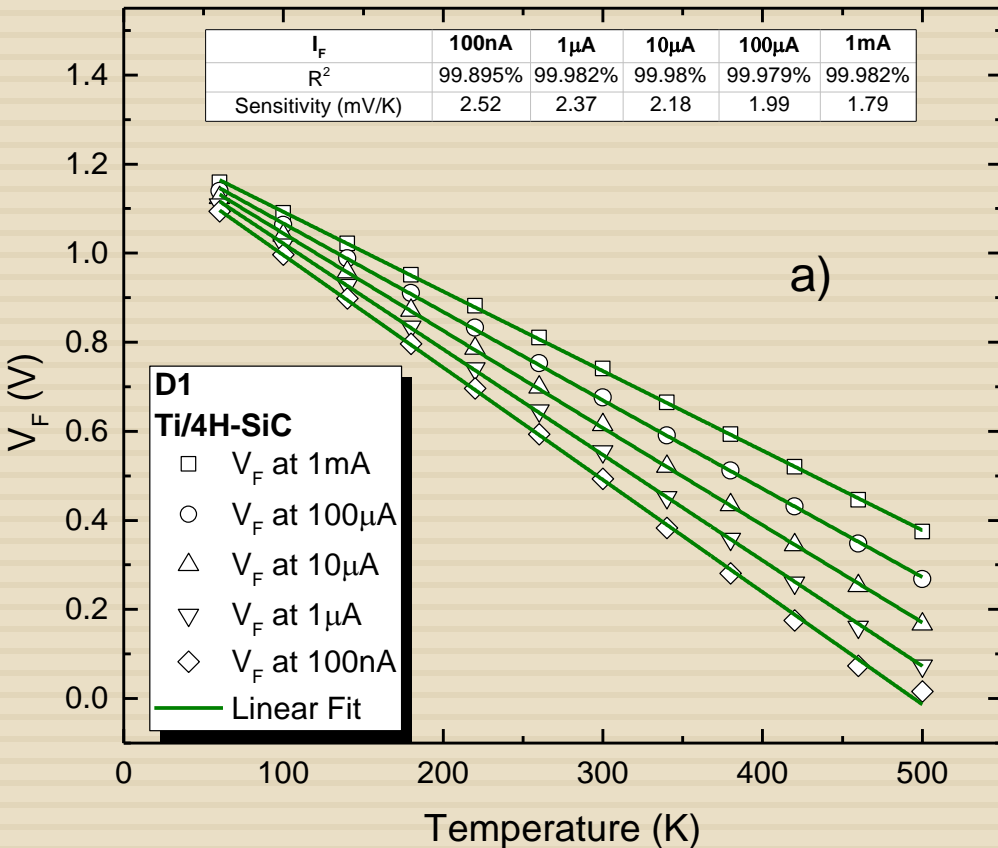 I_F 100nA 1μA 10μA 100μA 1mA
R² 99.895% 99.982% 99.98% 99.979% 99.982%
Sensitivity (mV/K) 2.52 2.37 2.18 1.99 1.79
1.4
1.2
1.0
0.8
0.6
0.4
0.2
0.0
V_F (V)
a)
D1
Ti/4H-SiC
V_F at 1mA
V_F at 100μA
V_F at 10μA
V_F at 1μA
V_F at 100nA
Linear Fit
0 100 200 300 400 500
Temperature (K)